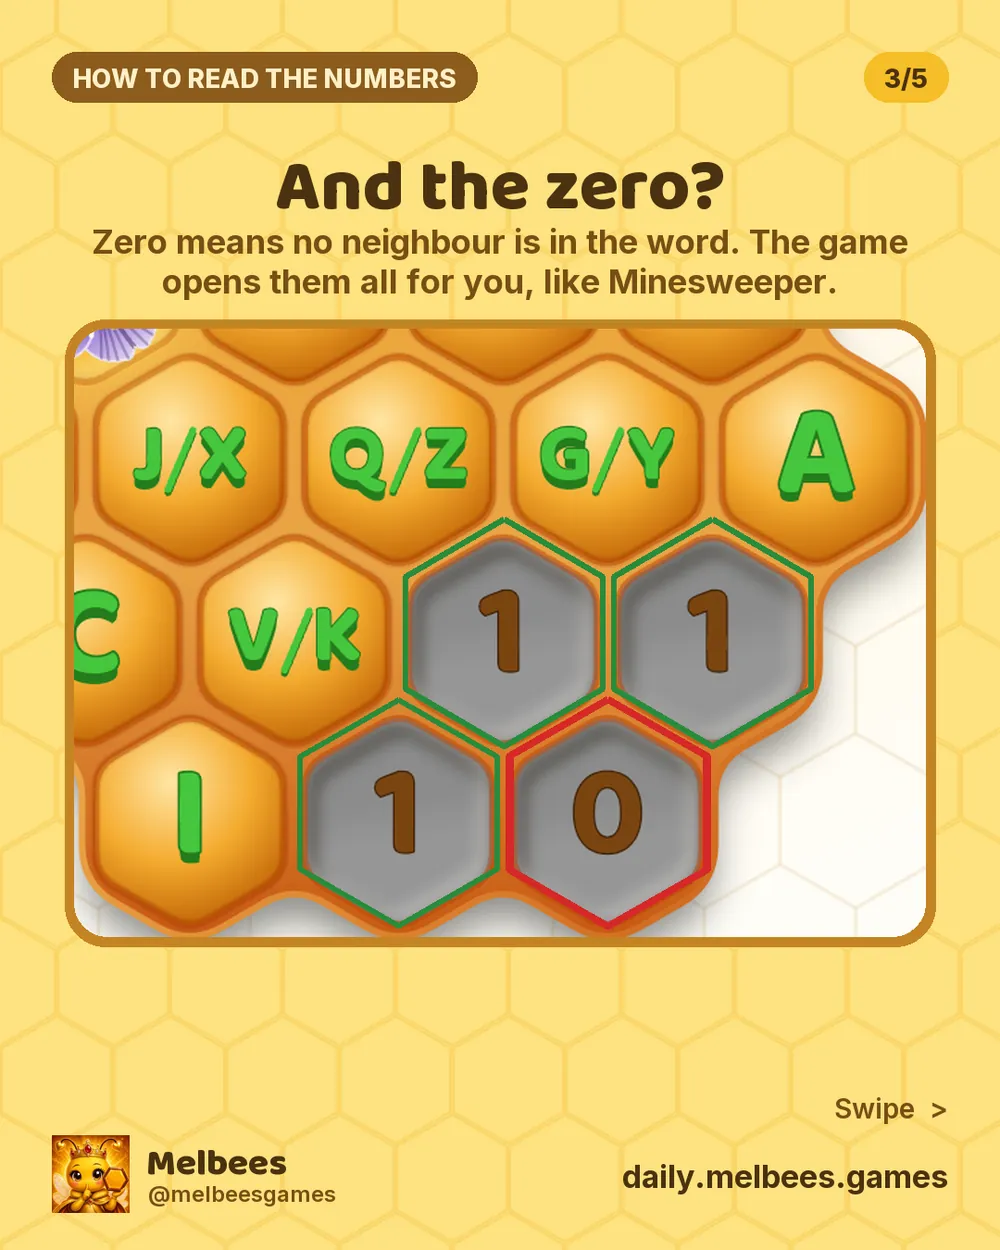 HOW TO READ THE NUMBERS
3/5
And the zero?
Zero means no neighbour is in the word. The game
opens them all for you, like Minesweeper.
J/X Q/Z G/Y A
C V/K 1 1
I 1 0
Swipe >
Melbees
@melbeesgames
daily.melbees.games